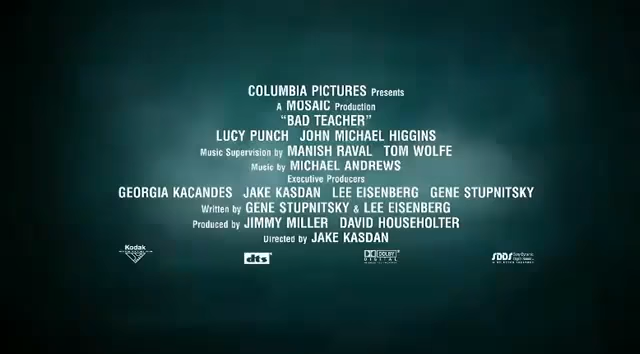 COLUMBIA PICTURES Presents
A MOSAIC Production
“BAD TEACHER”
LUCY PUNCH JOHN MICHAEL HIGGINS
Music Supervision by MANISH RAVAL TOM WOLFE
Music by MICHAEL ANDREWS
Executive Producers
GEORGIA KACANDES JAKE KASDAN LEE EISENBERG GENE STUPNITSKY
Written by GENE STUPNITSKY & LEE EISENBERG
Produced by JIMMY MILLER DAVID HOUSEHOLTER
Directed by JAKE KASDAN
Kodak
dts
DOLBY
DIGITAL
SDDS